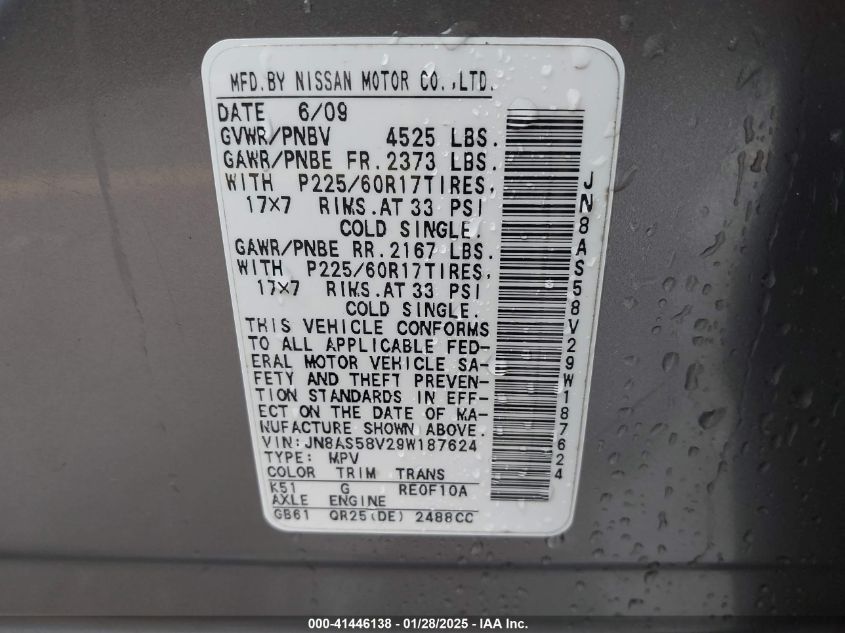 MFD.BY NISSAN MOTOR CO.,LTD.
DATE 6/09
GVWR/PNBV 4525 LBS.
GAWR/PNBE FR. 2373 LBS.
WITH P225/60R17TIRES,
17×7 RIMS.AT 33 PSI
COLD SINGLE.
GAWR/PNBE RR. 2167 LBS.
WITH P225/60R17TIRES,
17×7 RIMS.AT 33 PSI
COLD SINGLE.
THIS VEHICLE CONFORMS
TO ALL APPLICABLE FED-
ERAL MOTOR VEHICLE SA-
FETY AND THEFT PREVEN-
TION STANDARDS IN EFF-
ECT ON THE DATE OF MA-
NUFACTURE SHOWN ABOVE.
VIN:JN8AS58V29W187624
TYPE: MPV
COLOR TRIM TRANS
K51 G RE0F10A
AXLE ENGINE
GB61 QR25(DE) 2488CC
JN8AS58V29W187624
000-41446138 - 01/28/2025 - IAA Inc.